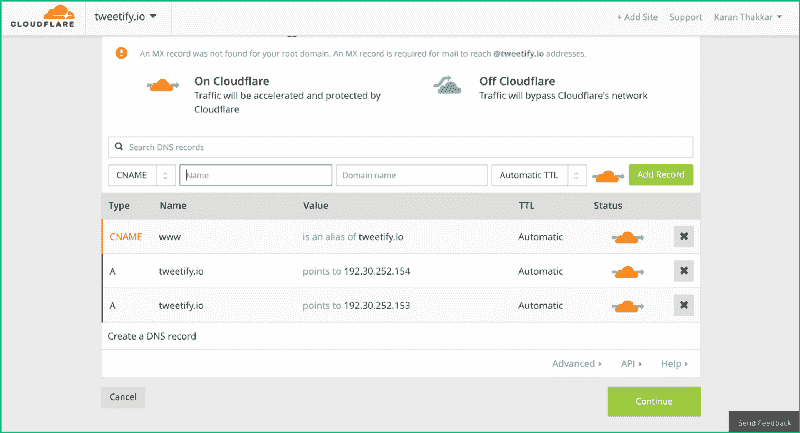 CLOUDFLARE tweetify.io + Add Site Support Karan Thakkar
An MX record was not found for your root domain. An MX record is required for mail to reach @tweetify.io addresses.
On Cloudflare
Traffic will be accelerated and protected by
Cloudflare
Off Cloudflare
Traffic will bypass Cloudflare's network
Search DNS records
CNAME Name Domain name Automatic TTL Add Record
Type Name Value TTL Status
CNAME www is an alias of tweetify.io Automatic
A tweetify.io points to 192.30.252.154 Automatic
A tweetify.io points to 192.30.252.153 Automatic
Create a DNS record
Advanced API Help
Cancel Continue
Send Feedback